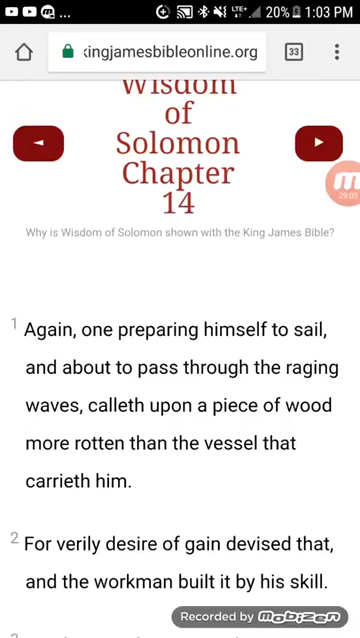 ... LTE+ 20% 1:03 PM
kingjamesbibleonline.org 33
Wisdom
of
Solomon
Chapter
14
29:03
Why is Wisdom of Solomon shown with the King James Bible?
1 Again, one preparing himself to sail,
and about to pass through the raging
waves, calleth upon a piece of wood
more rotten than the vessel that
carrieth him.
2 For verily desire of gain devised that,
and the workman built it by his skill.
Recorded by mobizen